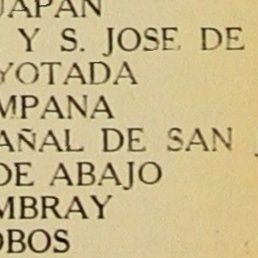 JAPAN
Y S. JOSE DE
YOTADA
MPANA
AÑAL DE SAN
DE ABAJO
MBRAY
OBOS